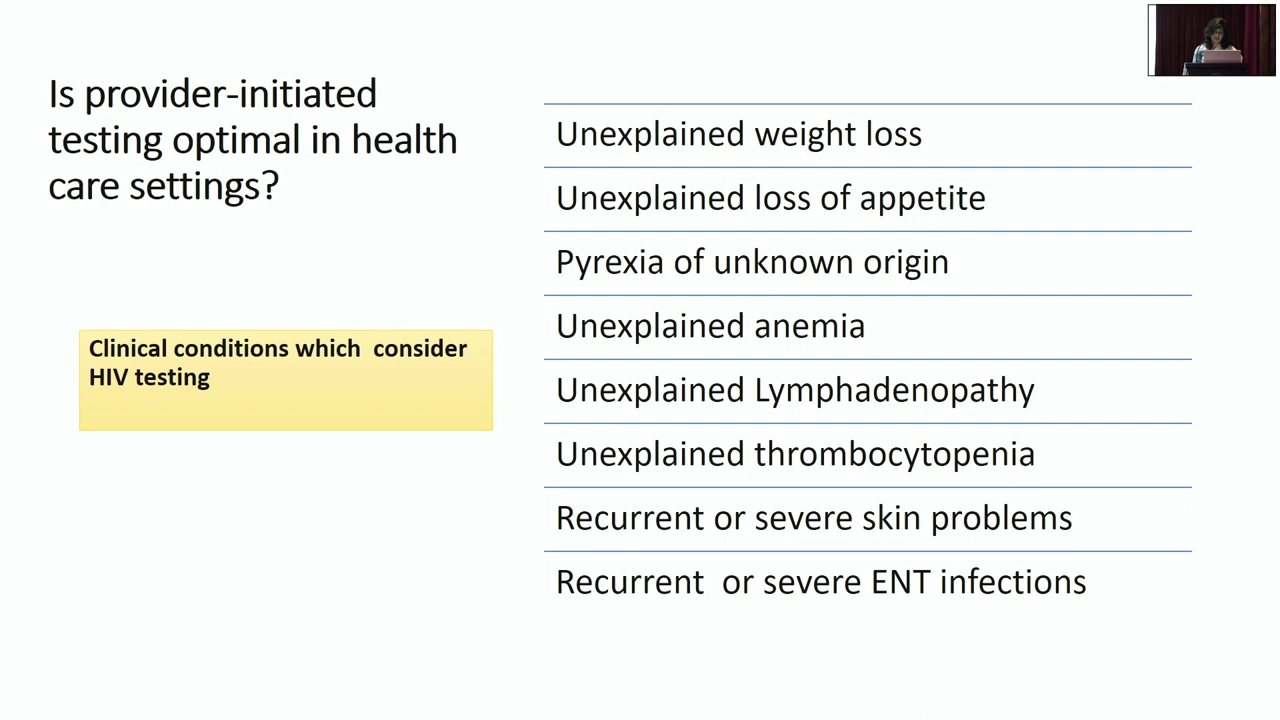 Is provider-initiated
testing optimal in health
care settings?
Clinical conditions which  consider
HIV testing
Unexplained weight loss
Unexplained loss of appetite
Pyrexia of unknown origin
Unexplained anemia
Unexplained Lymphadenopathy
Unexplained thrombocytopenia
Recurrent or severe skin problems
Recurrent  or severe ENT infections